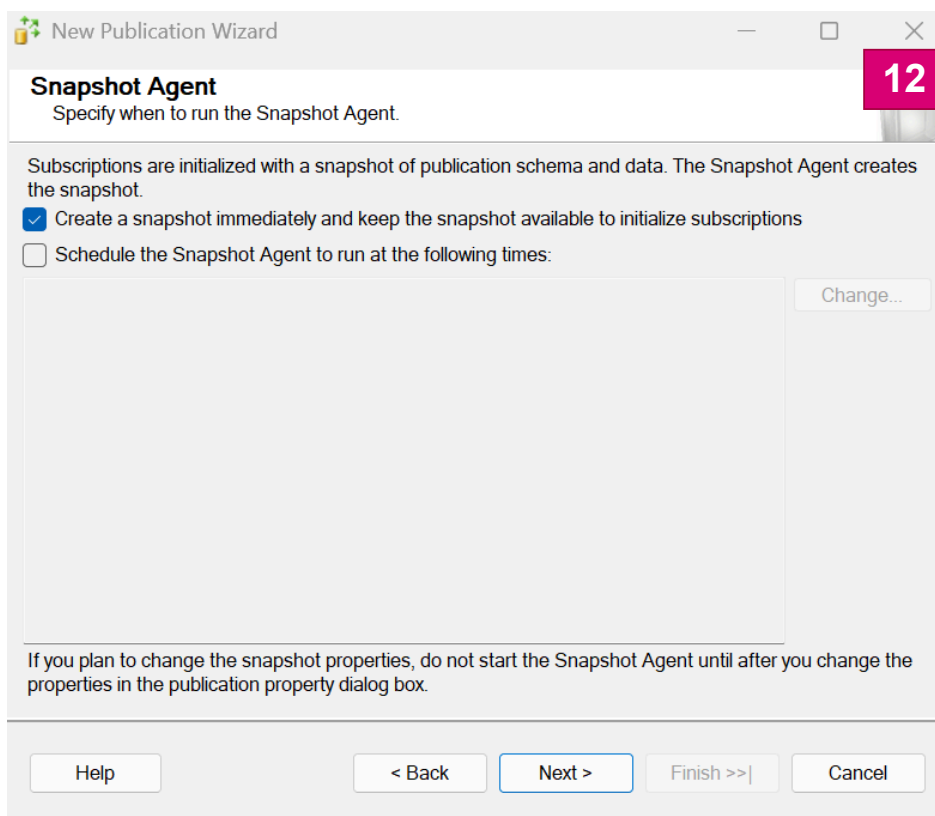 New Publication Wizard
12
Snapshot Agent
Specify when to run the Snapshot Agent.
Subscriptions are initialized with a snapshot of publication schema and data. The Snapshot Agent creates
the snapshot.
Create a snapshot immediately and keep the snapshot available to initialize subscriptions
Schedule the Snapshot Agent to run at the following times:
Change...
If you plan to change the snapshot properties, do not start the Snapshot Agent until after you change the
properties in the publication property dialog box.
Help
< Back
Next >
Finish >>|
Cancel